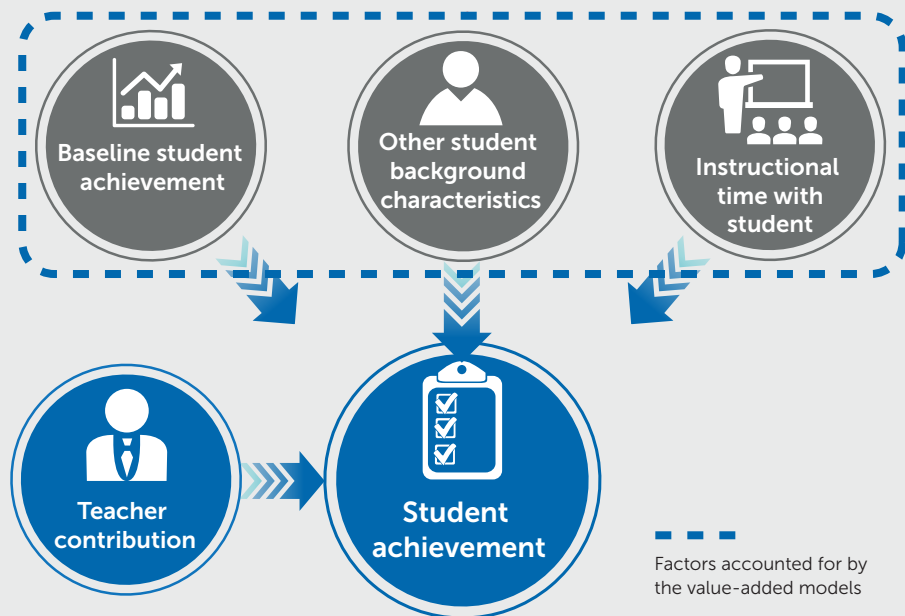 Baseline student
achievement
Other student
background
characteristics
Instructional
time with
student
Teacher
contribution
Student
achievement
Factors accounted for by
the value-added models